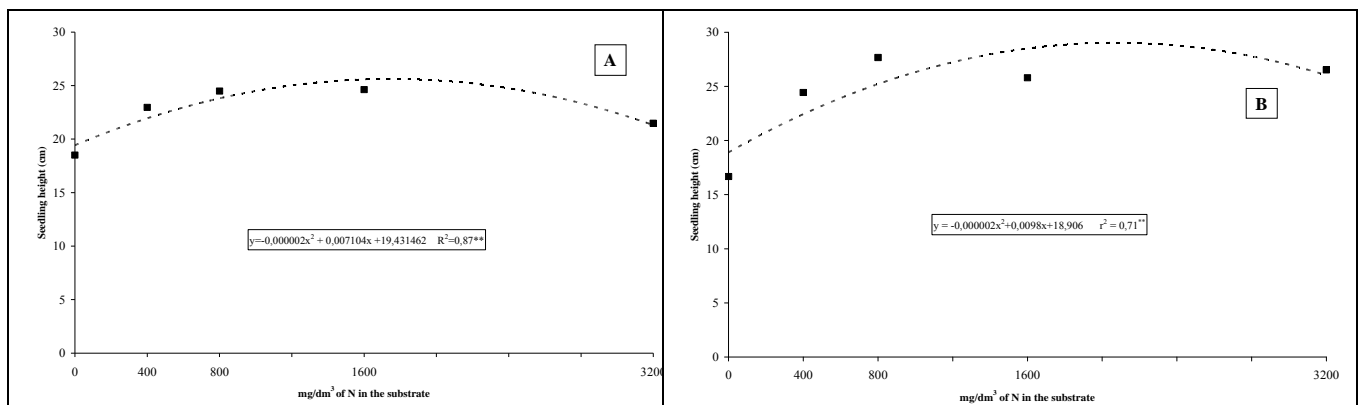 30
25
20
15
10
5
0
Seedling height (cm)
A
y=-0,000002x² + 0,007104x +19,431462 R²=0,87**
0 400 800 1600 3200
mg/dm³ of N in the substrate
30
25
20
15
10
5
0
Seedling height (cm)
B
y = -0,000002x²+0,0098x+18,906 r² = 0,71**
0 400 800 1600 3200
mg/dm³ of N in the substrate